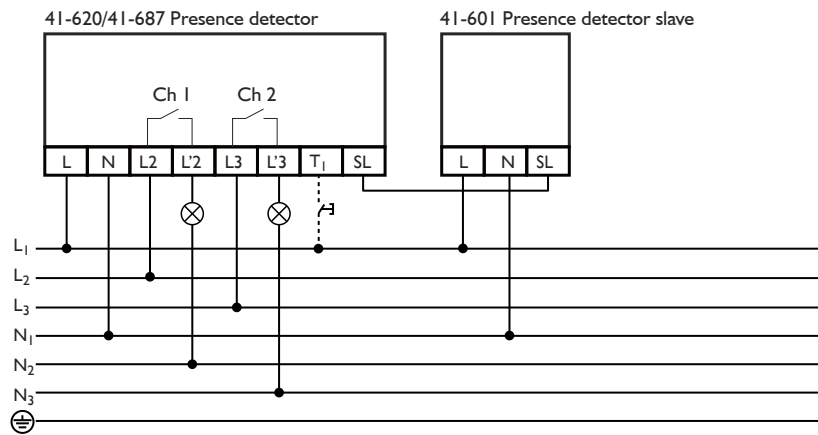 41-620/41-687 Presence detector 41-601 Presence detector slave
Ch 1 Ch 2
L N L2 L'2 L3 L'3 T1 SL L N SL
L1
L2
L3
N1
N2
N3